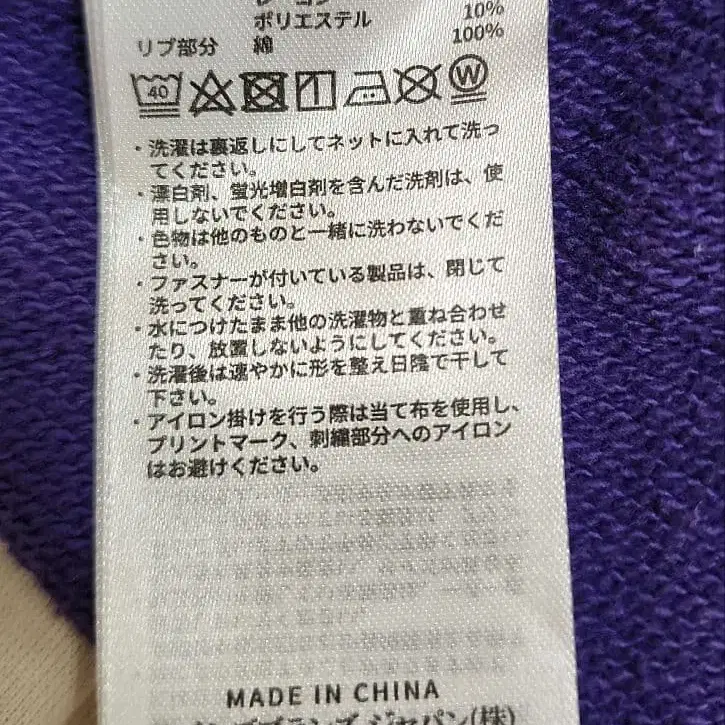 ポリエステル 10%
リブ部分 綿 100%
40 W
・洗濯は裏返しにしてネットに入れて洗っ
てください。
・漂白剤、蛍光増白剤を含んだ洗剤は、使
用しないでください。
・色物は他のものと一緒に洗わないでくだ
さい。
・ファスナーが付いている製品は、閉じて
洗ってください。
・水につけたまま他の洗濯物と重ね合わせ
たり、放置しないようにしてください。
・洗濯後は速やかに形を整え日陰で干して
下さい。
・アイロン掛けを行う際は当て布を使用し、
プリントマーク、刺繍部分へのアイロン
はお避けください。
MADE IN CHINA
ジャパン(株)